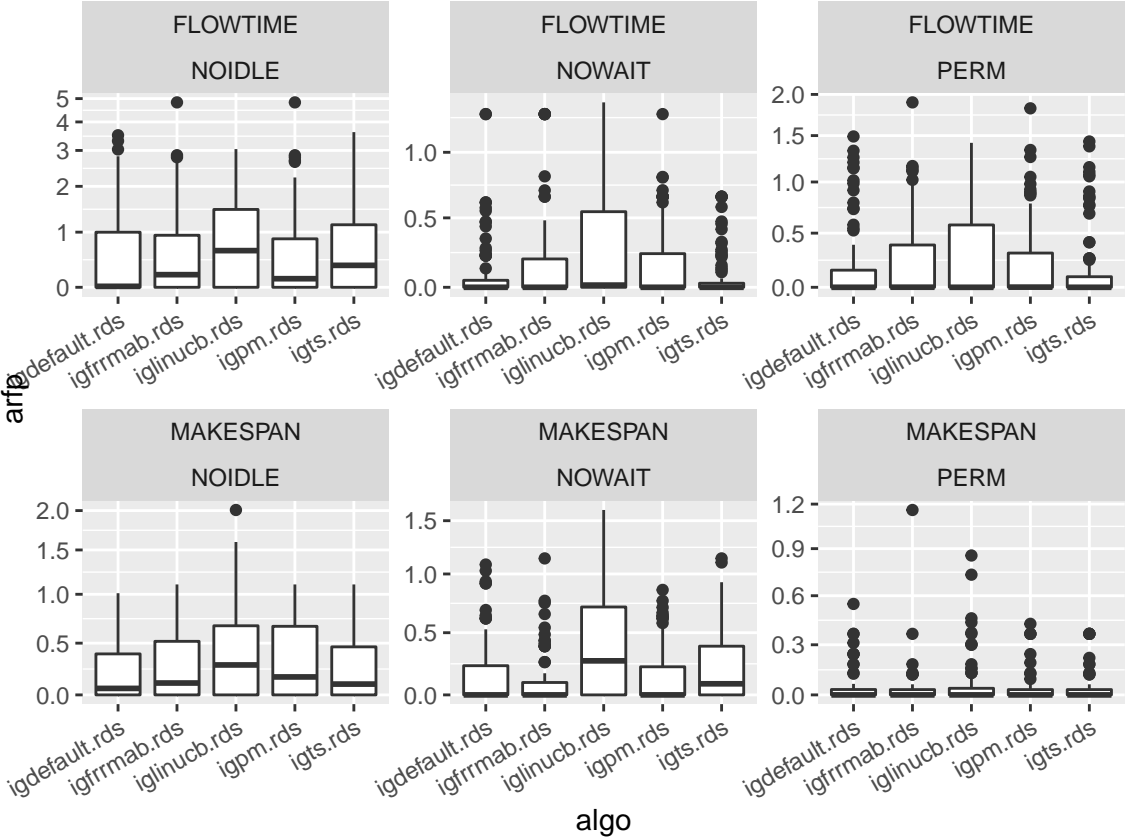 FLOWTIME FLOWTIME FLOWTIME
NOIDLE NOWAIT PERM
5
4
3
2
1
0
1.0
0.5
0.0
2.0
1.5
1.0
0.5
0.0
igdefault.rds igfrrmab.rds iglinucb.rds igpm.rds igts.rds
igdefault.rds igfrrmab.rds iglinucb.rds igpm.rds igts.rds
igdefault.rds igfrrmab.rds iglinucb.rds igpm.rds igts.rds
arfp
MAKESPAN MAKESPAN MAKESPAN
NOIDLE NOWAIT PERM
2.0
1.5
1.0
0.5
0.0
1.5
1.0
0.5
0.0
1.2
0.9
0.6
0.3
0.0
igdefault.rds igfrrmab.rds iglinucb.rds igpm.rds igts.rds
igdefault.rds igfrrmab.rds iglinucb.rds igpm.rds igts.rds
igdefault.rds igfrrmab.rds iglinucb.rds igpm.rds igts.rds
algo